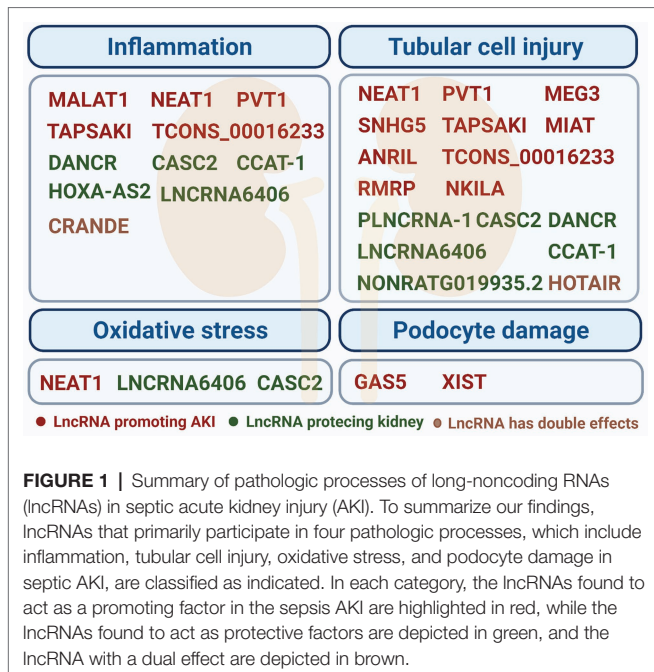 Inflammation
MALAT1 NEAT1 PVT1
TAPSAKI TCONS_00016233
DANCR CASC2 CCAT-1
HOXA-AS2 LNCRNA6406
CRANDE
Tubular cell injury
NEAT1 PVT1 MEG3
SNHG5 TAPSAKI MIAT
ANRIL TCONS_00016233
RMRP NKILA
PLNCRNA-1 CASC2 DANCR
LNCRNA6406 CCAT-1
NONRATG019935.2 HOTAIR
Oxidative stress
NEAT1 LNCRNA6406 CASC2
Podocyte damage
GAS5 XIST
LncRNA promoting AKI LncRNA protecing kidney LncRNA has double effects
FIGURE 1 | Summary of pathologic processes of long-noncoding RNAs
(lncRNAs) in septic acute kidney injury (AKI). To summarize our findings,
lncRNAs that primarily participate in four pathologic processes, which include
inflammation, tubular cell injury, oxidative stress, and podocyte damage in
septic AKI, are classified as indicated. In each category, the lncRNAs found to
act as a promoting factor in the sepsis AKI are highlighted in red, while the
lncRNAs found to act as protective factors are depicted in green, and the
lncRNA with a dual effect are depicted in brown.